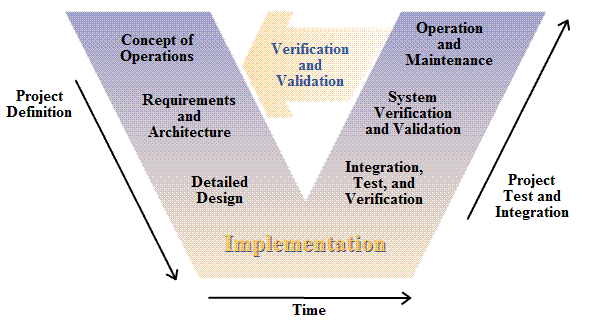 Concept of
Operations
Verification
and
Validation
Operation
and
Maintenance
Project
Definition
Requirements
and
Architecture
System
Verification
and Validation
Detailed
Design
Integration,
Test, and
Verification
Project
Test and
Integration
Implementation
Time